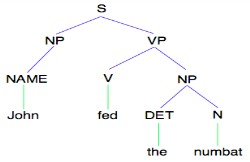 S
NP VP
NAME V NP
John fed DET N
the numbat